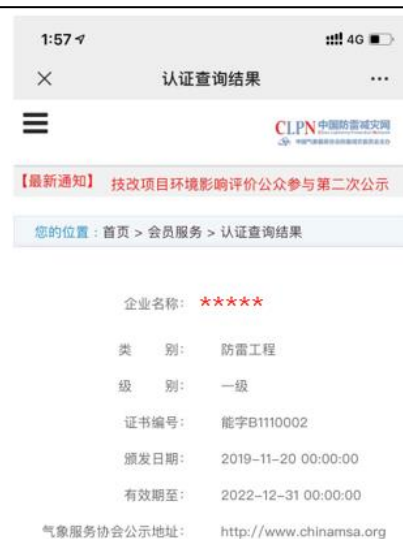 1:57
4G
认证查询结果
CLPN 中国防雷减灾网
【最新通知】 技改项目环境影响评价公众参与第二次公示
您的位置：首页 > 会员服务 > 认证查询结果
企业名称： *****
类 别： 防雷工程
级 别： 一级
证书编号： 能字B1110002
颁发日期： 2019-11-20 00:00:00
有效期至： 2022-12-31 00:00:00
气象服务协会公示地址： http://www.chinamsa.org